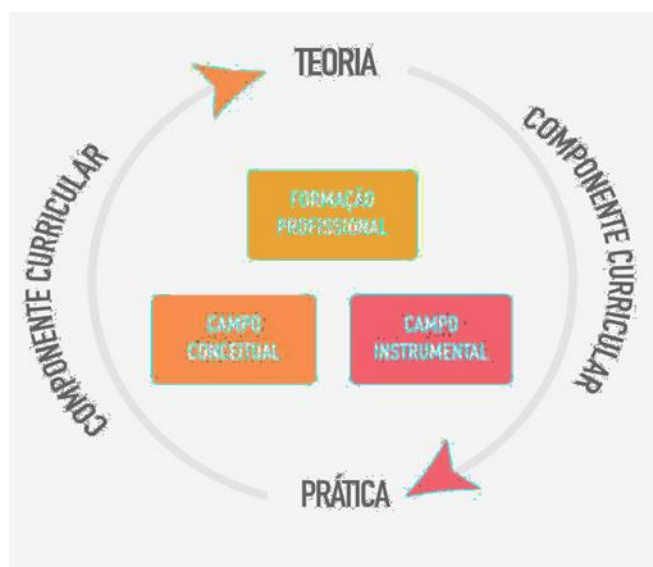 TEORIA
COMPONENTE CURRICULAR
COMPONENTE CURRICULAR
FORMAÇÃO
PROFISSIONAL
CAMPO
CONCEITUAL
CAMPO
INSTRUMENTAL
PRÁTICA